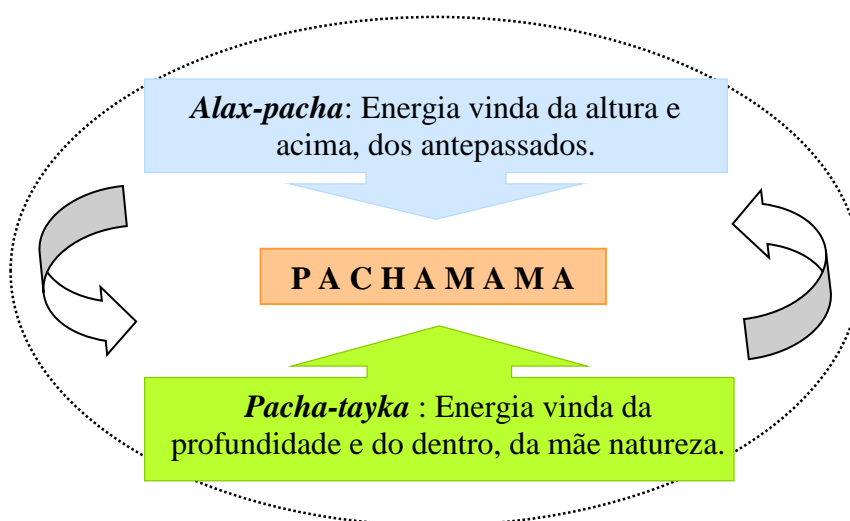 Alax-pacha: Energia vinda da altura e
acima, dos antepassados.
P A C H A M A M A
Pacha-tayka : Energia vinda da
profundidade e do dentro, da mãe natureza.